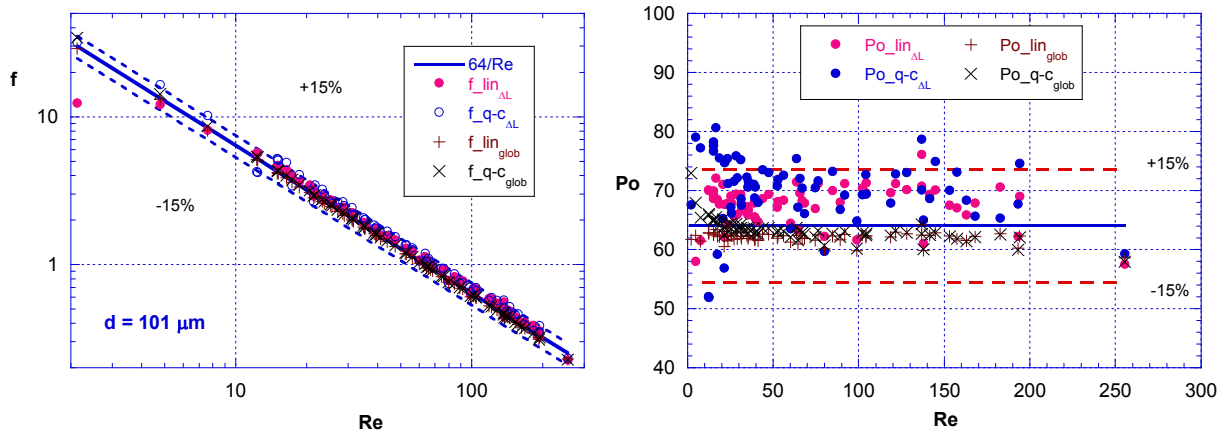 f
10
1
+15%
-15%
64/Re
f_lin_ΔL
f_q-c_ΔL
f_lin_glob
f_q-c_glob
d = 101 μm
10
100
Re
Po
100
90
80
70
60
50
40
Po_lin_ΔL
Po_lin_glob
Po_q-c_ΔL
Po_q-c_glob
+15%
-15%
0
50
100
150
200
250
300
Re